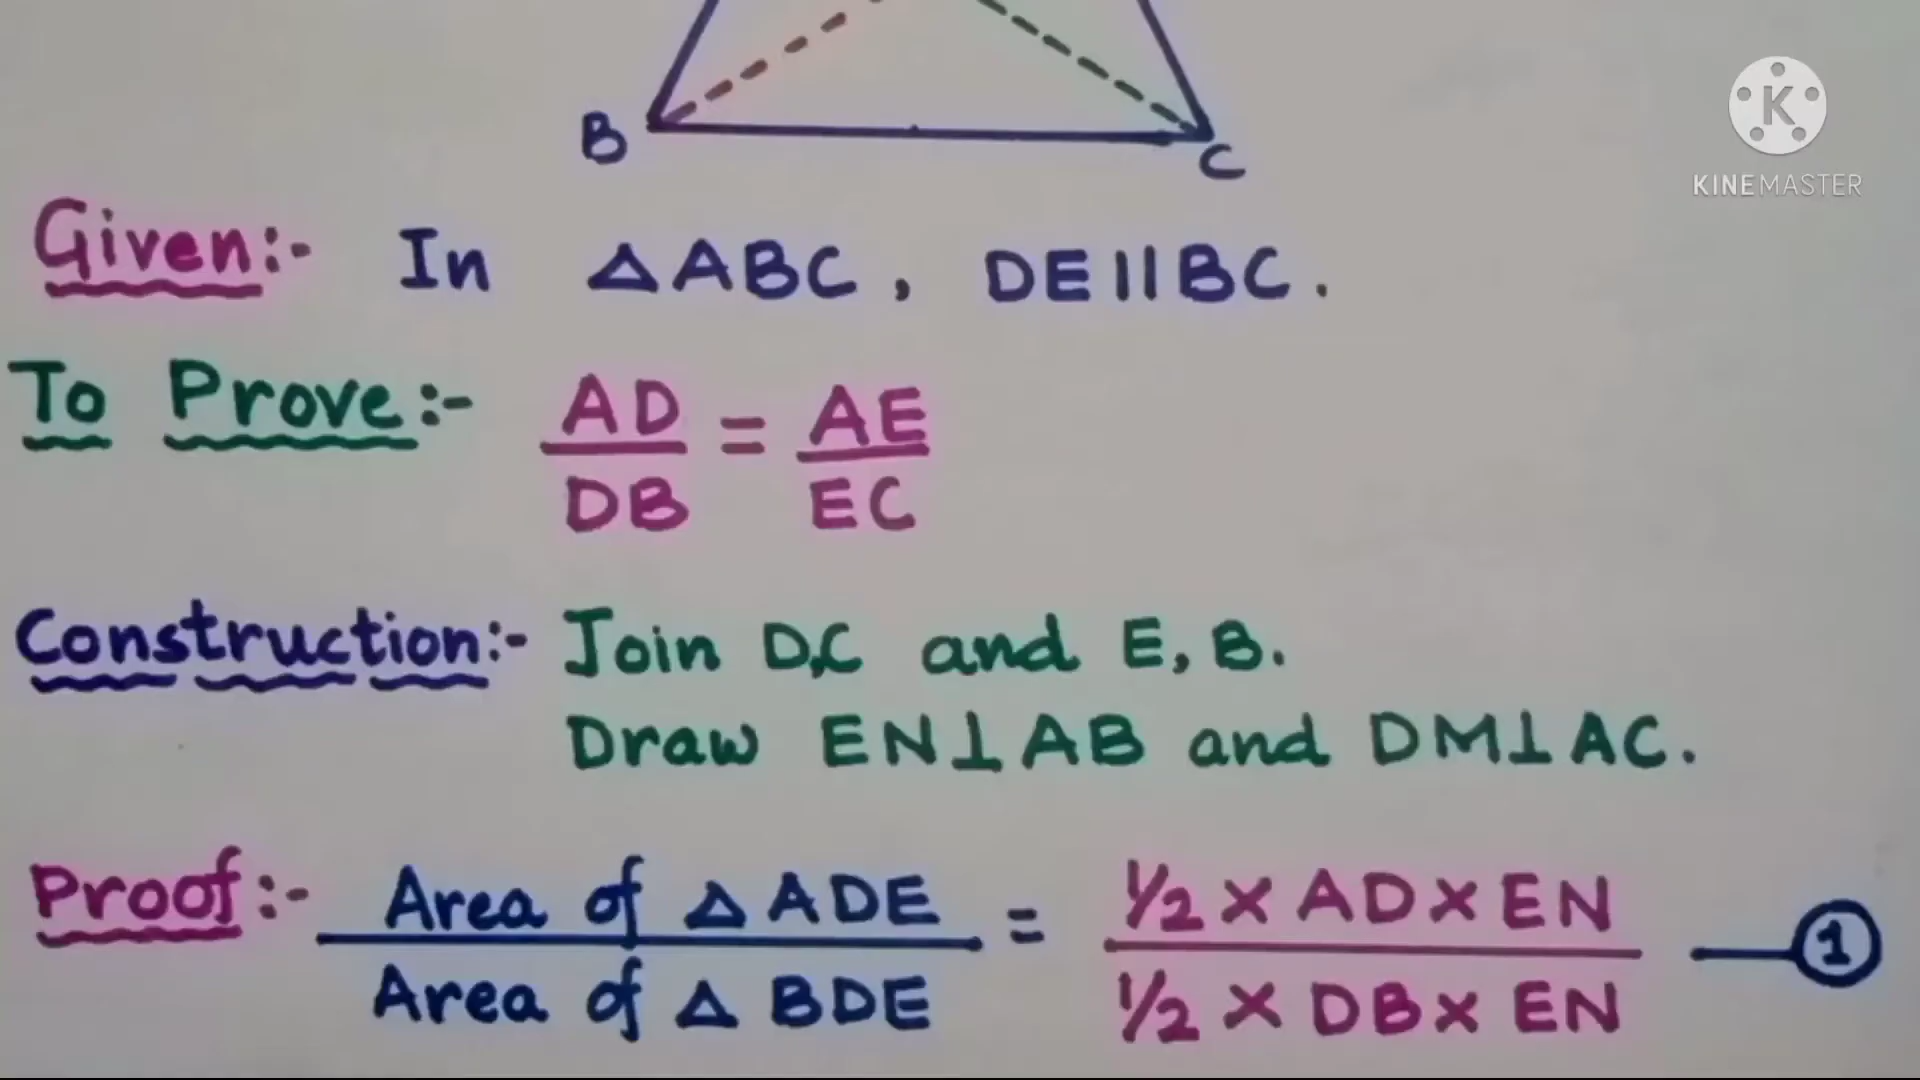 B
C
K
KINEMASTER
Given:- In ΔABC, DE||BC.
To Prove:- AD/DB = AE/EC
Construction:- Join D,C and E, B.
Draw EN⊥AB and DM⊥AC.
Proof:- Area of Δ ADE / Area of Δ BDE = 1/2 × AD × EN / 1/2 × DB × EN — 1